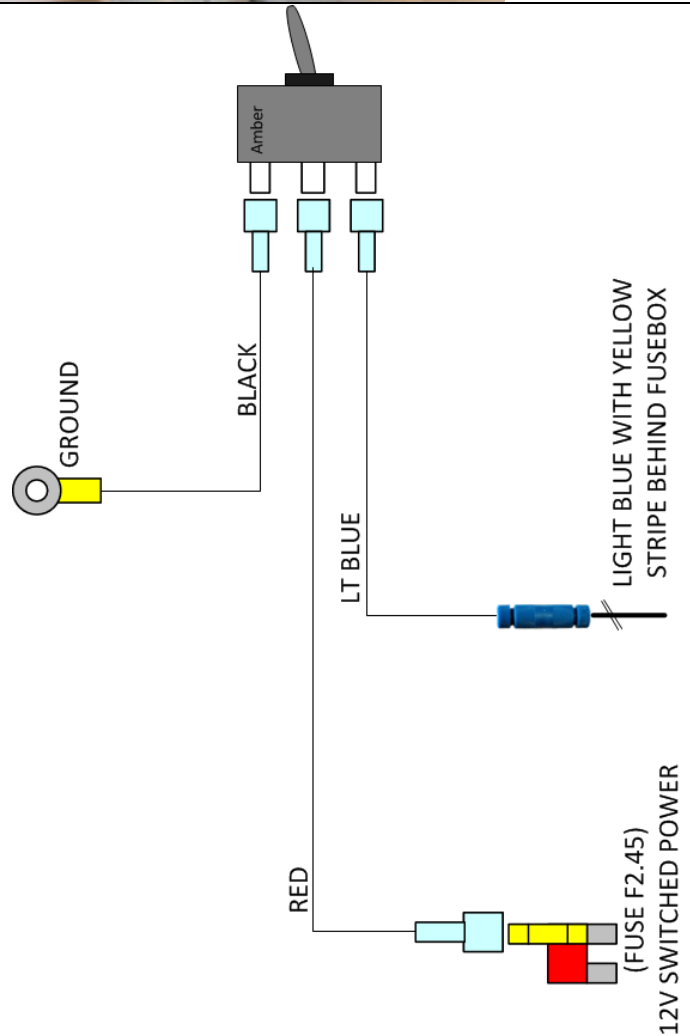 Amber
GROUND
BLACK
LT BLUE
LIGHT BLUE WITH YELLOW
STRIPE BEHIND FUSEBOX
RED
(FUSE F2.45)
12V SWITCHED POWER